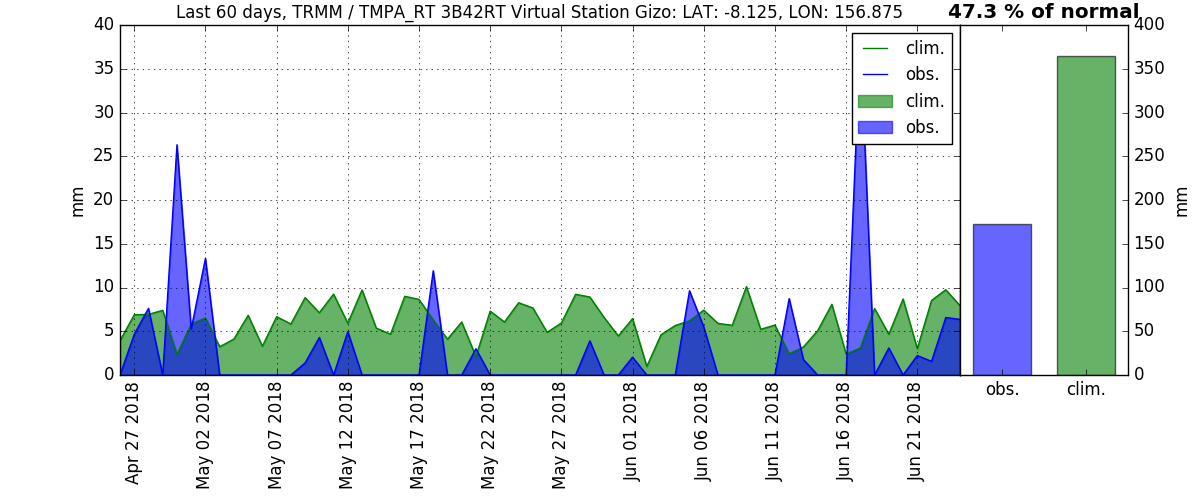 Last 60 days, TRMM / TMPA_RT 3B42RT Virtual Station Gizo: LAT: -8.125, LON: 156.875
47.3 % of normal
clim.
obs.
clim.
obs.
mm
40
35
30
25
20
15
10
5
0
Apr 27 2018
May 02 2018
May 07 2018
May 12 2018
May 17 2018
May 22 2018
May 27 2018
Jun 01 2018
Jun 06 2018
Jun 11 2018
Jun 16 2018
Jun 21 2018
400
350
300
250
200
150
100
50
0
mm
obs.
clim.